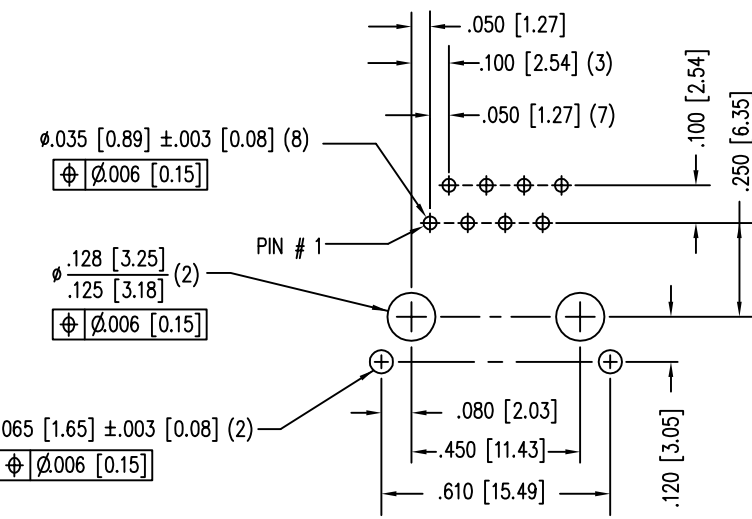 .050 [1.27]
.100 [2.54] (3)
.050 [1.27] (7)
.100 [2.54]
.250 [6.35]
ø.035 [0.89] ±.003 [0.08] (8)
⌖ Ø.006 [0.15]
PIN # 1
ø .128 [3.25] (2)
.125 [3.18]
⌖ Ø.006 [0.15]
065 [1.65] ±.003 [0.08] (2)
⌖ Ø.006 [0.15]
.080 [2.03]
.450 [11.43]
.610 [15.49]
.120 [3.05]